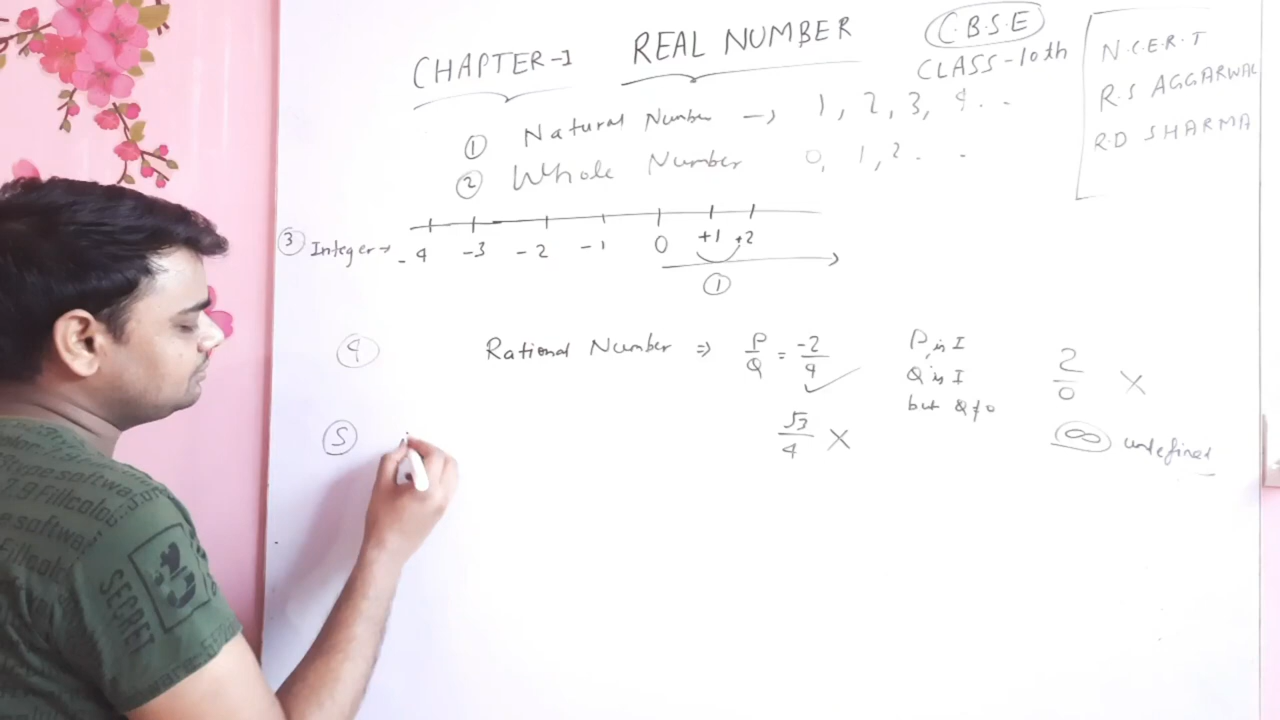 CHAPTER-1 REAL NUMBER
C.B.S.E
CLASS-10th
N.C.E.R.T
R.S AGGARWAL
R.D SHARMA
① Natural Number → 1, 2, 3, 4 ..
② Whole Number 0, 1, 2 . .
③ Integer→ -4 -3 -2 -1 0 +1 +2
①
④ Rational Number ⇒ P/Q = -2/4 ✓
P is I
Q is I
but Q ≠ 0
2/0 ×
√3/4 ×
∞ undefined
⑤
SECRET